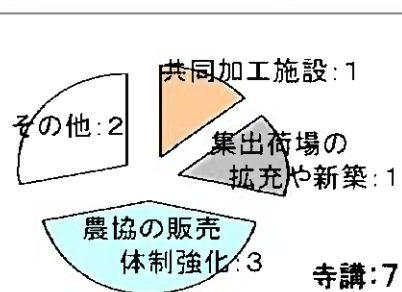 共同加工施設:1
その他:2
集出荷場の
拡充や新築:1
農協の販売
体制強化:3
寺講:7